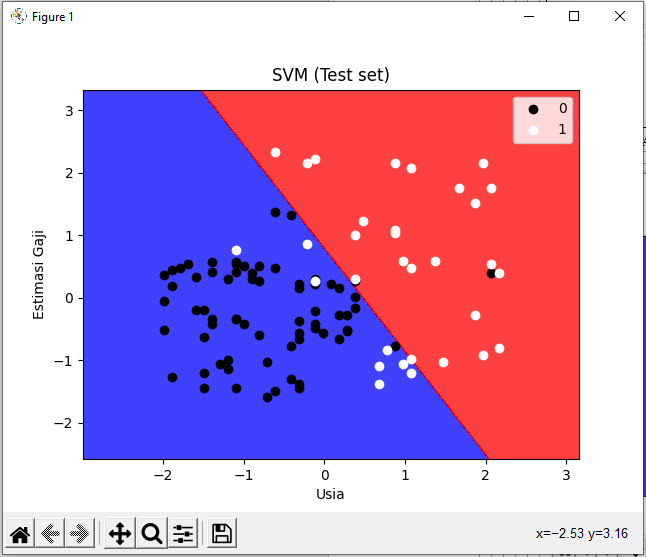 Figure 1
SVM (Test set)
0
1
3
2
1
0
−1
−2
Estimasi Gaji
−2 −1 0 1 2 3
Usia
x=−2.53 y=3.16